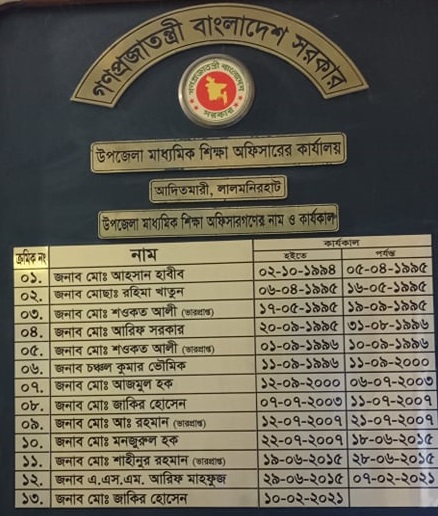 গণপ্রজাতন্ত্রী বাংলাদেশ সরকার
উপজেলা মাধ্যমিক শিক্ষা অফিসারের কার্যালয়
আদিতমারী, লালমনিরহাট
উপজেলা মাধ্যমিক শিক্ষা অফিসারগণের নাম ও কার্যকাল
ক্রমিক নং নাম কার্যকাল
হইতে পর্যন্ত
০১. জনাব মোঃ আহসান হাবীব ০২-১০-১৯৯৪ ০৫-০৪-১৯৯৫
০২. জনাব মোছাঃ রহিমা খাতুন ০৬-০৪-১৯৯৫ ১৬-০৫-১৯৯৫
০৩. জনাব মোঃ শওকত আলী (ভারপ্রাপ্ত) ১৭-০৫-১৯৯৫ ১৯-০৯-১৯৯৫
০৪. জনাব মোঃ আরিফ সরকার ২০-০৯-১৯৯৫ ৩১-০৮-১৯৯৬
০৫. জনাব মোঃ শওকত আলী (ভারপ্রাপ্ত) ০১-০৯-১৯৯৬ ১০-০৯-১৯৯৬
০৬. জনাব চঞ্চল কুমার ভৌমিক ১১-০৯-১৯৯৬ ১১-০৯-২০০০
০৭. জনাব মোঃ আজমুল হক ১২-০৯-২০০০ ০৬-০৭-২০০৩
০৮. জনাব মোঃ জাকির হোসেন ০৭-০৭-২০০৩ ১১-০৭-২০০৭
০৯. জনাব মোঃ আঃ রহমান (ভারপ্রাপ্ত) ১২-০৭-২০০৭ ২১-০৭-২০০৭
১০. জনাব মোঃ মনজুরুল হক ২২-০৭-২০০৭ ১৮-০৬-২০১৫
১১. জনাব মোঃ শাহীনুর রহমান (ভারপ্রাপ্ত) ১৯-০৬-২০১৫ ২৮-০৬-২০১৫
১২. জনাব এ.এস.এম. আরিফ মাহফুজ ২৯-০৬-২০১৫ ০৭-০২-২০২১
১৩. জনাব মোঃ জাকির হোসেন ১০-০২-২০২১